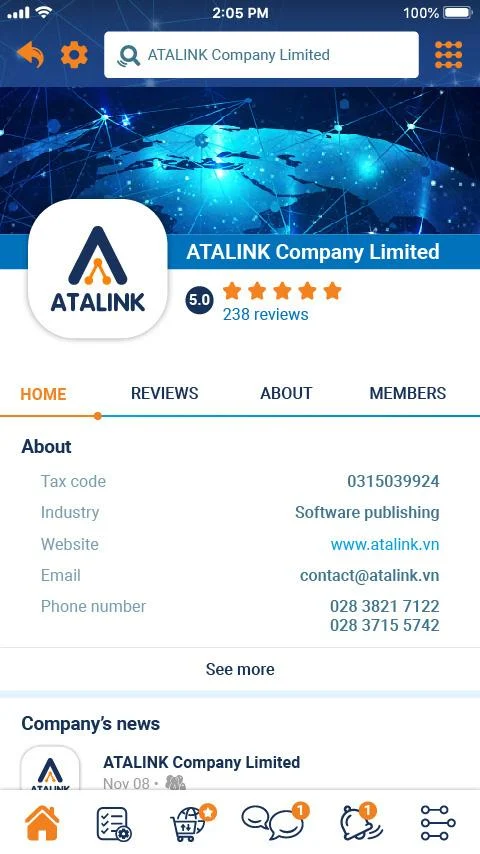 2:05 PM
100%
ATALINK Company Limited
ATALINK Company Limited
ATALINK
5.0
238 reviews
HOME REVIEWS ABOUT MEMBERS
About
Tax code 0315039924
Industry Software publishing
Website www.atalink.vn
Email contact@atalink.vn
Phone number 028 3821 7122
028 3715 5742
See more
Company's news
ATALINK Company Limited
ATALINK
Nov 08 •
1 1